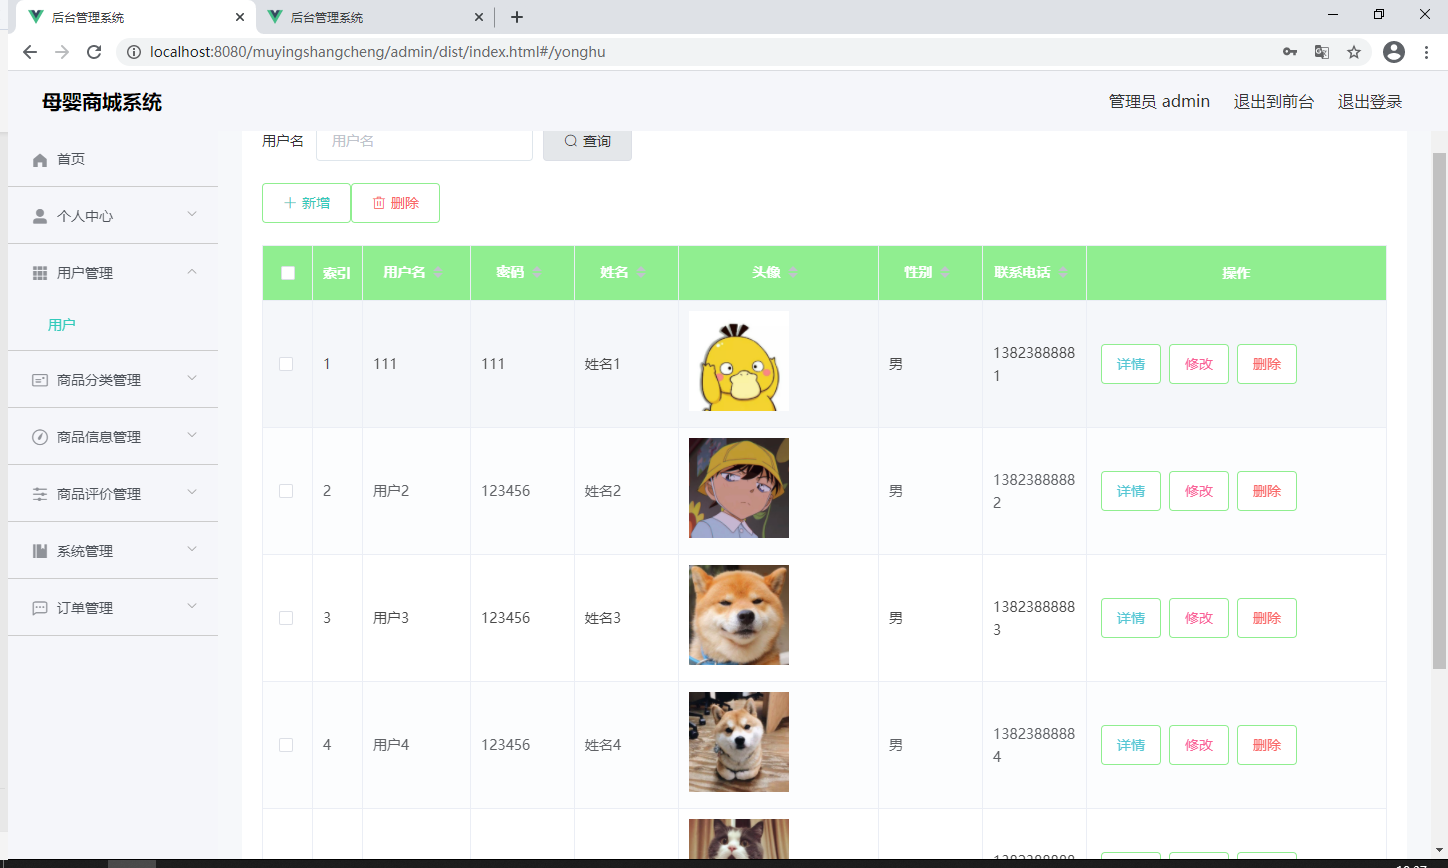 后台管理系统
后台管理系统
localhost:8080/muyingshangcheng/admin/dist/index.html#/yonghu
母婴商城系统
管理员 admin 退出到前台 退出登录
首页
个人中心
用户管理
用户
商品分类管理
商品信息管理
商品评价管理
系统管理
订单管理
用户名 用户名 查询
新增 删除
索引 用户名 密码 姓名 头像 性别 联系电话 操作
1 111 111 姓名1 男 1382388888
1 详情 修改 删除
2 用户2 123456 姓名2 男 1382388888
2 详情 修改 删除
3 用户3 123456 姓名3 男 1382388888
3 详情 修改 删除
4 用户4 123456 姓名4 男 1382388888
4 详情 修改 删除